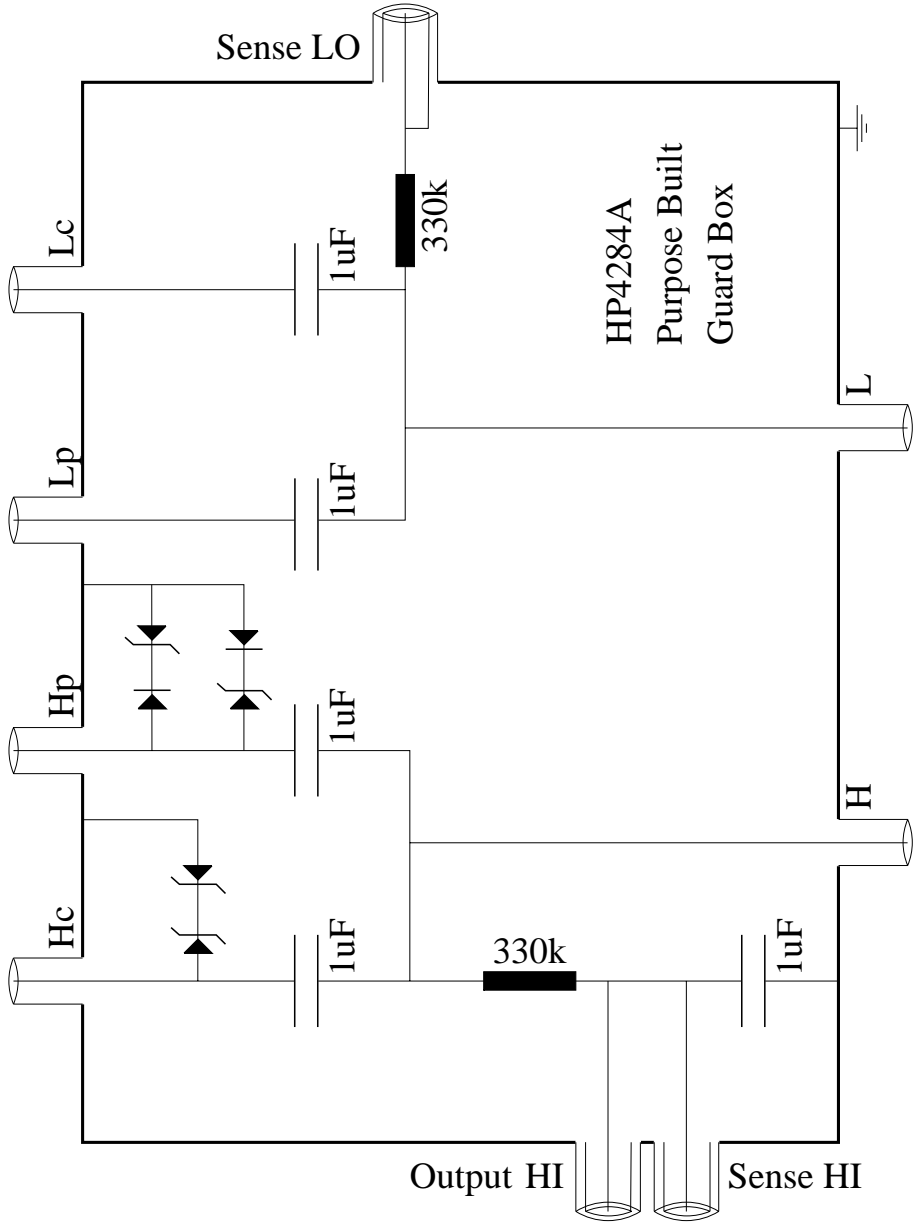 Sense LO
Lc
1uF
330k
HP4284A
Purpose Built
Guard Box
Lp
1uF
L
Hp
1uF
Hc
1uF
330k
1uF
H
Output HI
Sense HI